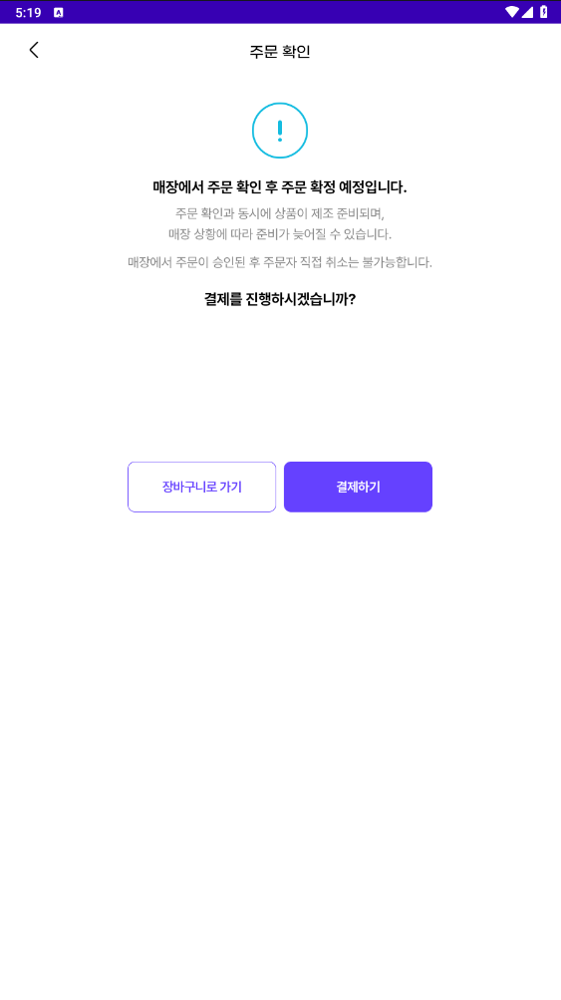 5:19
주문 확인
매장에서 주문 확인 후 주문 확정 예정입니다.
주문 확인과 동시에 상품이 제조 준비되며,
매장 상황에 따라 준비가 늦어질 수 있습니다.
매장에서 주문이 승인된 후 주문자 직접 취소는 불가능합니다.
결제를 진행하시겠습니까?
장바구니로 가기
결제하기